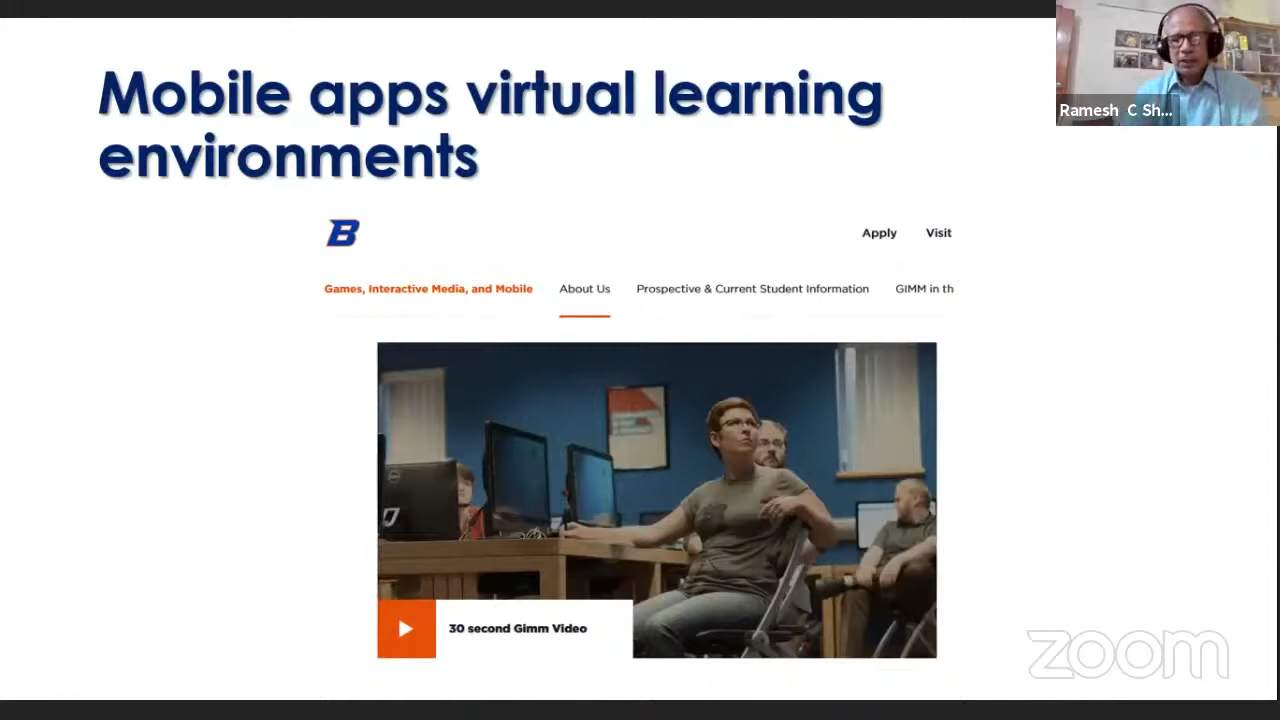 Mobile apps virtual learning
environments
Ramesh C Sh...
B
Apply Visit
Games, Interactive Media, and Mobile About Us Prospective & Current Student Information GIMM in th
30 second Gimm Video
zoom